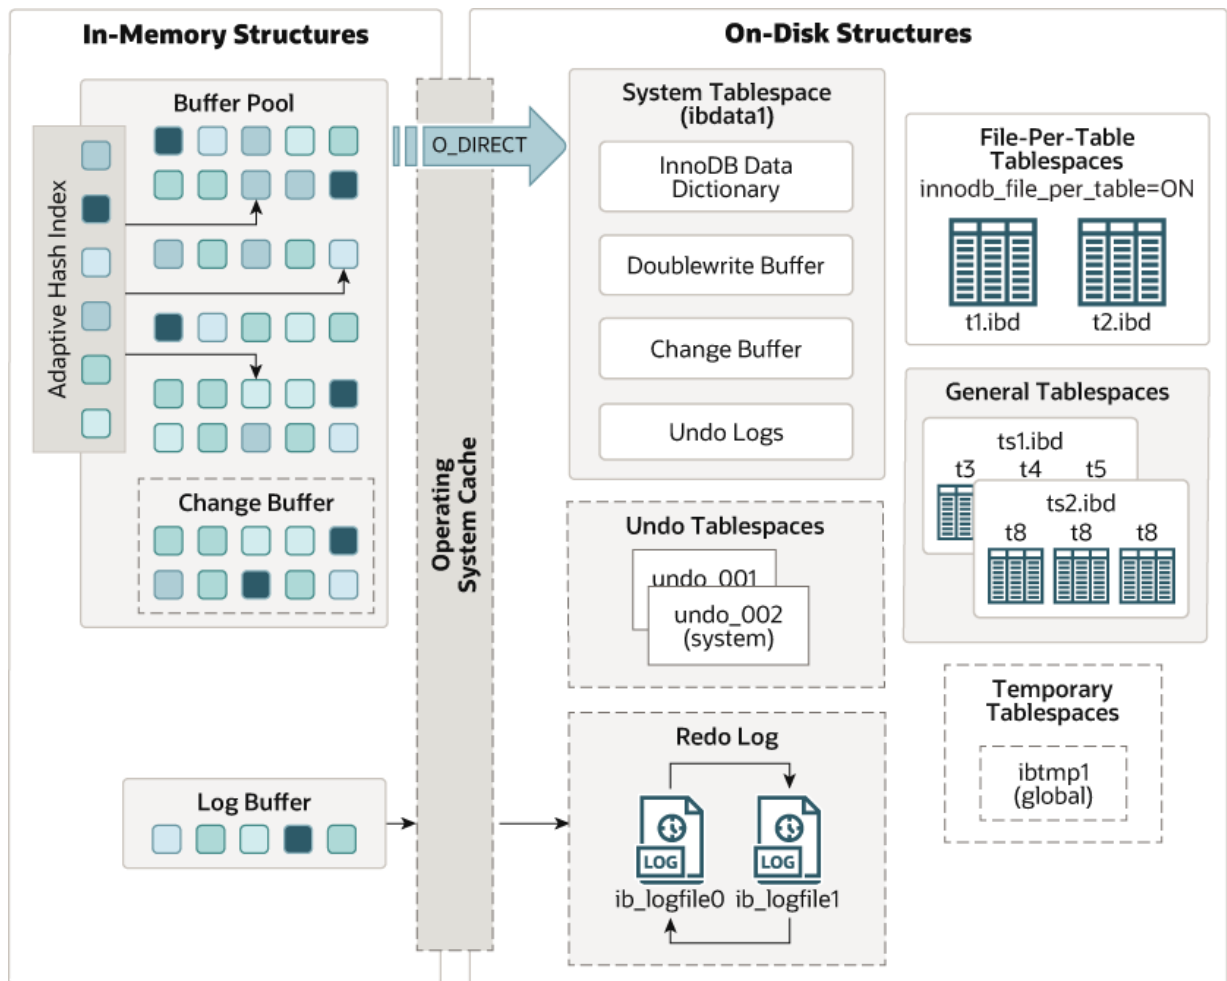 In-Memory Structures
On-Disk Structures
Buffer Pool
Adaptive Hash Index
Change Buffer
Log Buffer
Operating
System Cache
O_DIRECT
System Tablespace
(ibdata1)
InnoDB Data
Dictionary
Doublewrite Buffer
Change Buffer
Undo Logs
Undo Tablespaces
undo_001
undo_002
(system)
Redo Log
LOG
LOG
ib_logfile0
ib_logfile1
File-Per-Table
Tablespaces
innodb_file_per_table=ON
t1.ibd
t2.ibd
General Tablespaces
ts1.ibd
t3 t4 t5
ts2.ibd
t8 t8 t8
Temporary
Tablespaces
ibtmp1
(global)